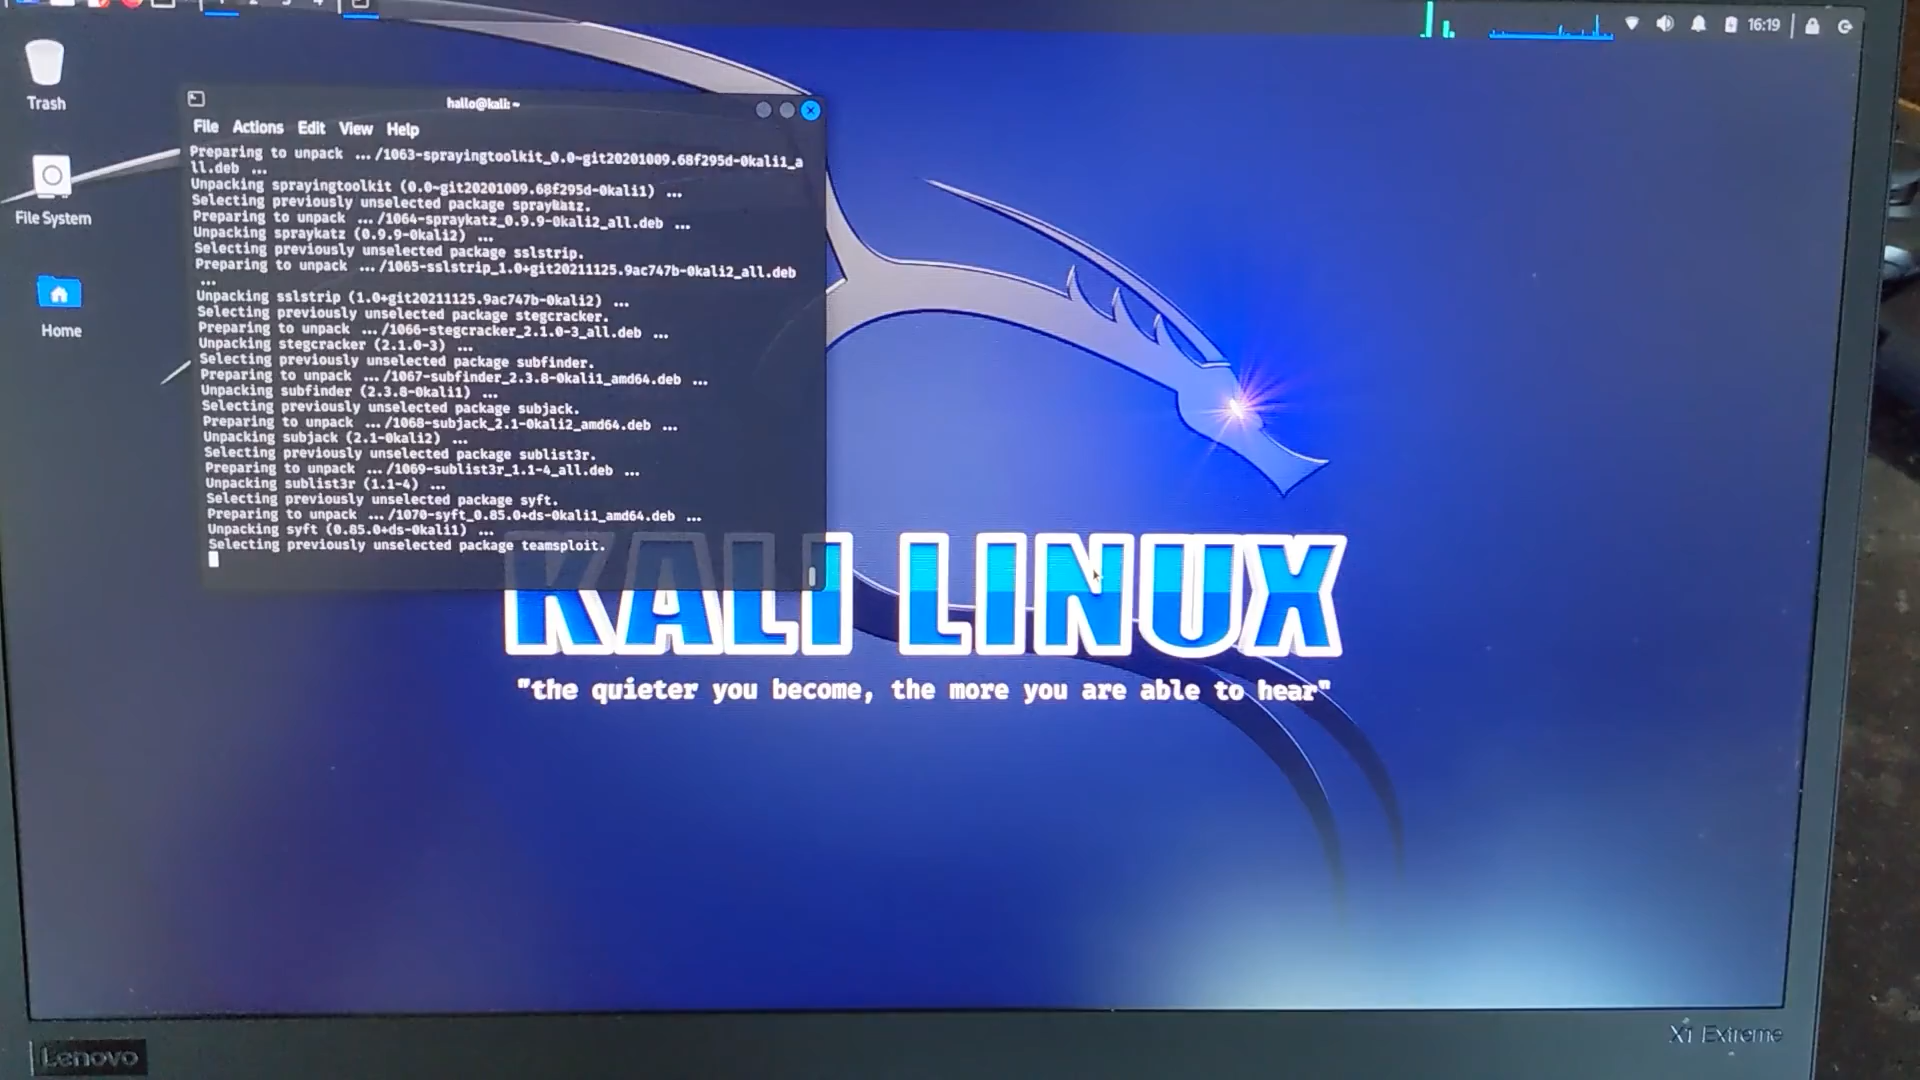 16:19
Trash
File System
Home
hallo@kali: ~
File Actions Edit View Help
Preparing to unpack .../1063-sprayingtoolkit_0.0~git20201009.68f295d-0kali1_a
ll.deb ...
Unpacking sprayingtoolkit (0.0~git20201009.68f295d-0kali1) ...
Selecting previously unselected package spraykatz.
Preparing to unpack .../1064-spraykatz_0.9.9-0kali2_all.deb ...
Unpacking spraykatz (0.9.9-0kali2) ...
Selecting previously unselected package sslstrip.
Preparing to unpack .../1065-sslstrip_1.0+git20211125.9ac747b-0kali2_all.deb
...
Unpacking sslstrip (1.0+git20211125.9ac747b-0kali2) ...
Selecting previously unselected package stegcracker.
Preparing to unpack .../1066-stegcracker_2.1.0-3_all.deb ...
Unpacking stegcracker (2.1.0-3) ...
Selecting previously unselected package subfinder.
Preparing to unpack .../1067-subfinder_2.3.8-0kali1_amd64.deb ...
Unpacking subfinder (2.3.8-0kali1) ...
Selecting previously unselected package subjack.
Preparing to unpack .../1068-subjack_2.1-0kali2_amd64.deb ...
Unpacking subjack (2.1-0kali2) ...
Selecting previously unselected package sublist3r.
Preparing to unpack .../1069-sublist3r_1.1-4_all.deb ...
Unpacking sublist3r (1.1-4) ...
Selecting previously unselected package syft.
Preparing to unpack .../1070-syft_0.85.0+ds-0kali1_amd64.deb ...
Unpacking syft (0.85.0+ds-0kali1) ...
Selecting previously unselected package teamsploit.
KALI LINUX
"the quieter you become, the more you are able to hear"
X1 Extreme
Lenovo